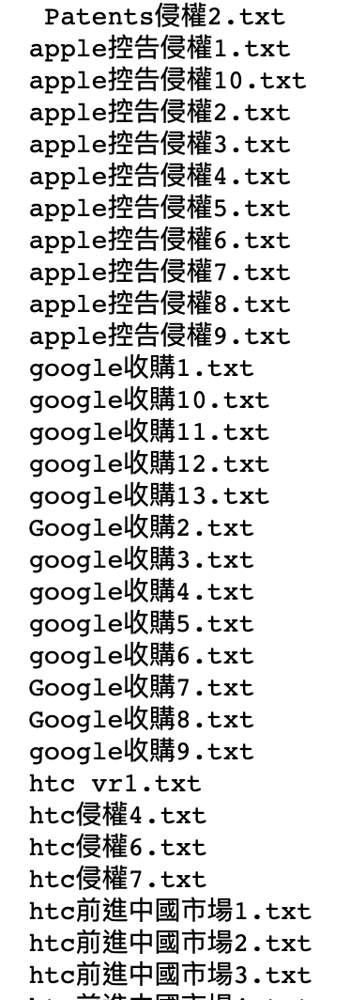 Patents侵權2.txt
apple控告侵權1.txt
apple控告侵權10.txt
apple控告侵權2.txt
apple控告侵權3.txt
apple控告侵權4.txt
apple控告侵權5.txt
apple控告侵權6.txt
apple控告侵權7.txt
apple控告侵權8.txt
apple控告侵權9.txt
google收購1.txt
google收購10.txt
google收購11.txt
google收購12.txt
google收購13.txt
Google收購2.txt
google收購3.txt
google收購4.txt
google收購5.txt
google收購6.txt
Google收購7.txt
Google收購8.txt
google收購9.txt
htc vr1.txt
htc侵權4.txt
htc侵權6.txt
htc侵權7.txt
htc前進中國市場1.txt
htc前進中國市場2.txt
htc前進中國市場3.txt